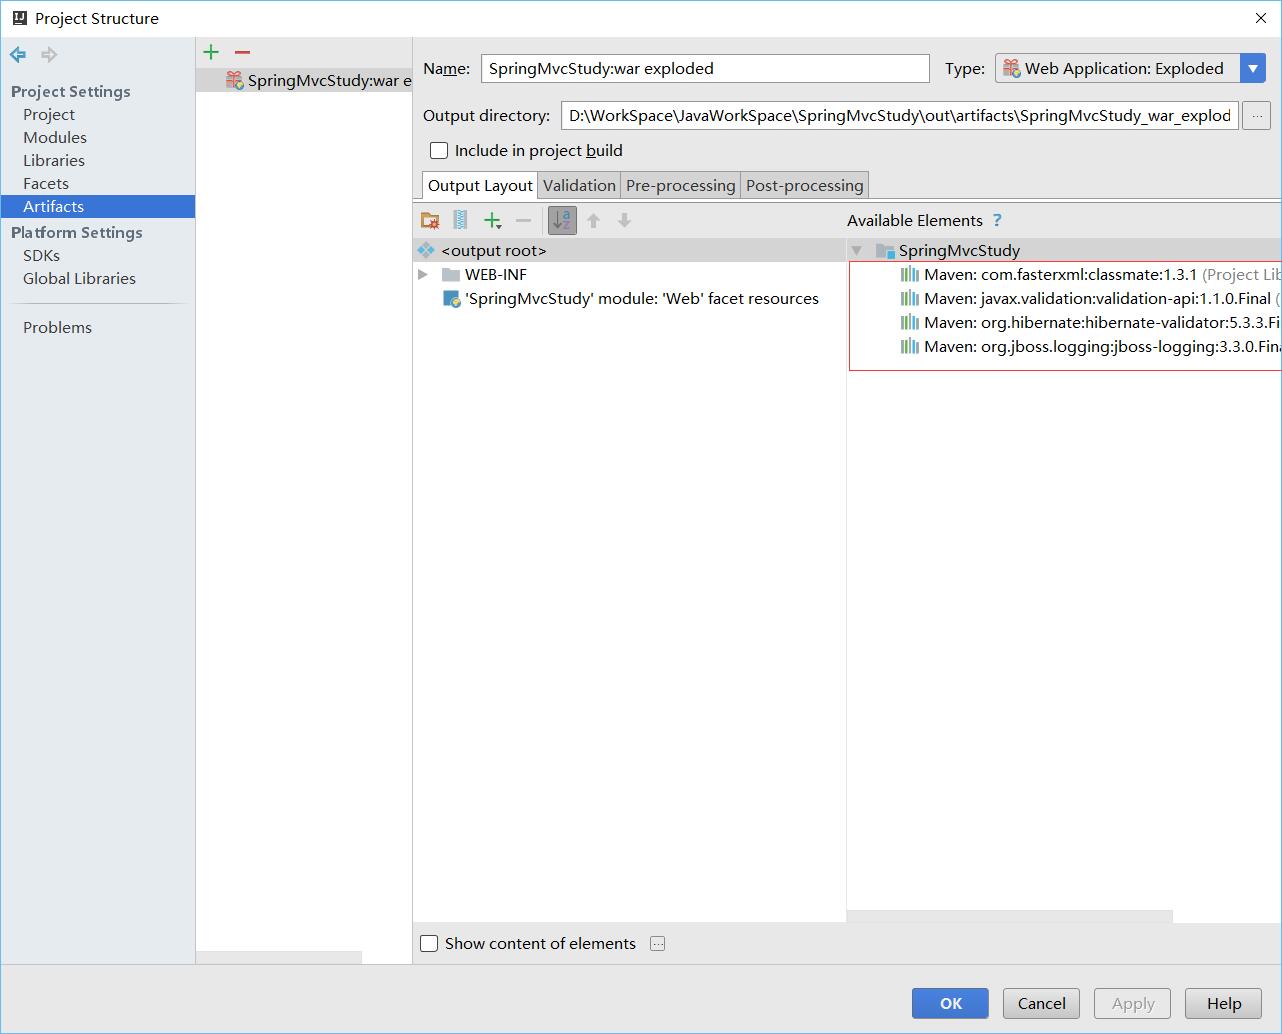 Project Structure
Project Settings
Project
Modules
Libraries
Facets
Artifacts
Platform Settings
SDKs
Global Libraries
Problems
SpringMvcStudy:war e
Name: SpringMvcStudy:war exploded
Type: Web Application: Exploded
Output directory: D:\WorkSpace\JavaWorkSpace\SpringMvcStudy\out\artifacts\SpringMvcStudy_war_explod
Include in project build
Output Layout Validation Pre-processing Post-processing
Available Elements ?
<output root>
WEB-INF
'SpringMvcStudy' module: 'Web' facet resources
SpringMvcStudy
Maven: com.fasterxml:classmate:1.3.1 (Project Lib
Maven: javax.validation:validation-api:1.1.0.Final (
Maven: org.hibernate:hibernate-validator:5.3.3.Fi
Maven: org.jboss.logging:jboss-logging:3.3.0.Fina
Show content of elements
OK Cancel Apply Help